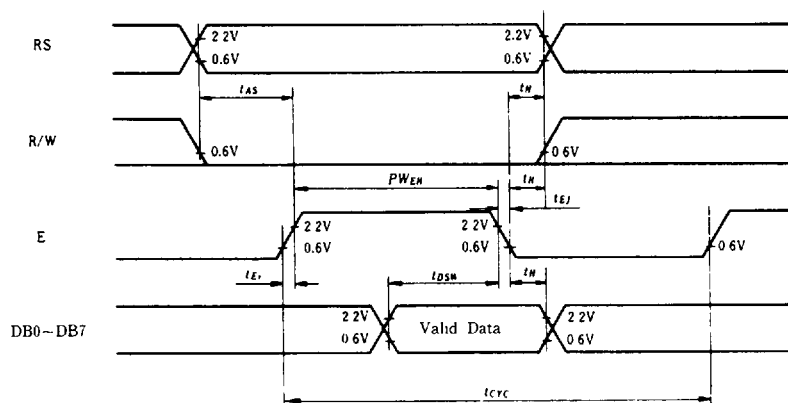 RS
2 2V
0.6V
2.2V
0.6V
tAS
tH
R/W
0.6V
0 6V
PWEH
tH
tEf
E
2 2V
0.6V
2 2V
0.6V
0 6V
tEr
tDSW
tH
DB0~DB7
2 2V
0 6V
Valid Data
2 2V
0 6V
tCYC